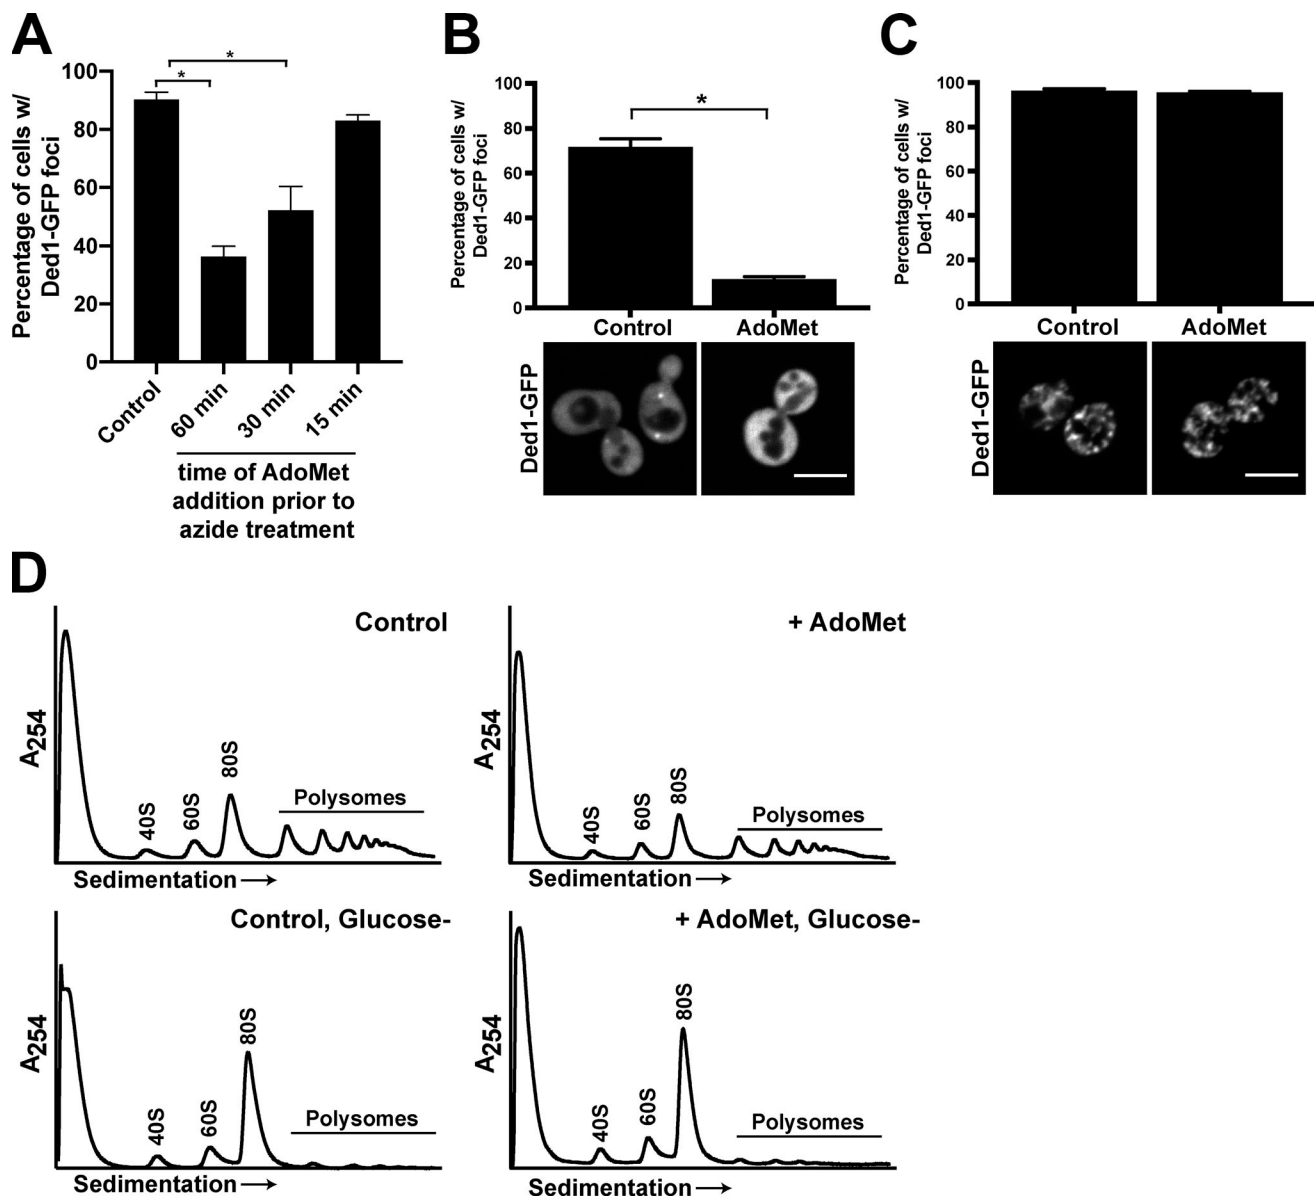 A
Percentage of cells w/
Ded1-GFP foci
100
80
60
40
20
0
*
*
Control
60 min
30 min
15 min
time of AdoMet
addition prior to
azide treatment
B
Percentage of cells w/
Ded1-GFP foci
100
80
60
40
20
0
*
Control
AdoMet
Ded1-GFP
C
Percentage of cells w/
Ded1-GFP foci
100
80
60
40
20
0
Control
AdoMet
Ded1-GFP
D
Control
A254
40S
60S
80S
Polysomes
Sedimentation →
+ AdoMet
A254
40S
60S
80S
Polysomes
Sedimentation →
Control, Glucose-
A254
40S
60S
80S
Polysomes
Sedimentation →
+ AdoMet, Glucose-
A254
40S
60S
80S
Polysomes
Sedimentation →